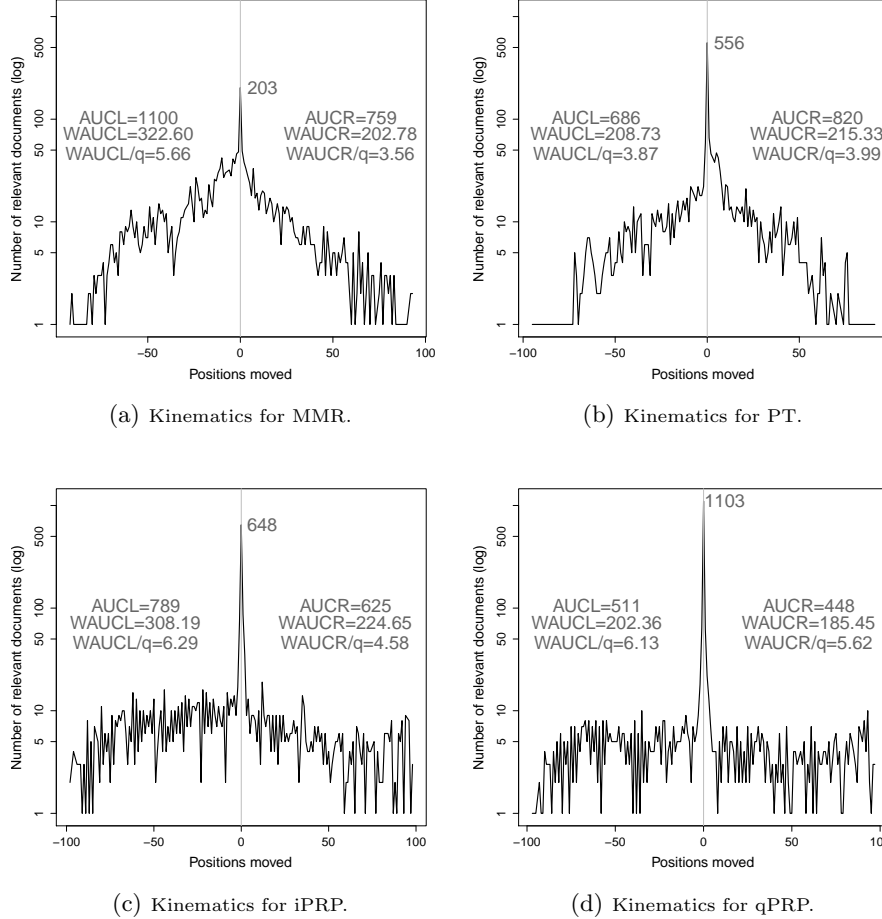 Number of relevant documents (log)
500
100
50
10
5
1
203
AUCL=1100
WAUCL=322.60
WAUCL/q=5.66
AUCR=759
WAUCR=202.78
WAUCR/q=3.56
−50
0
50
100
Positions moved
(a) Kinematics for MMR.
Number of relevant documents (log)
500
100
50
10
5
1
556
AUCL=686
WAUCL=208.73
WAUCL/q=3.87
AUCR=820
WAUCR=215.33
WAUCR/q=3.99
−100
−50
0
50
Positions moved
(b) Kinematics for PT.
Number of relevant documents (log)
500
100
50
10
5
1
648
AUCL=789
WAUCL=308.19
WAUCL/q=6.29
AUCR=625
WAUCR=224.65
WAUCR/q=4.58
−100
−50
0
50
100
Positions moved
(c) Kinematics for iPRP.
Number of relevant documents (log)
500
100
50
10
5
1
1103
AUCL=511
WAUCL=202.36
WAUCL/q=6.13
AUCR=448
WAUCR=185.45
WAUCR/q=5.62
−100
−50
0
50
100
Positions moved
(d) Kinematics for qPRP.